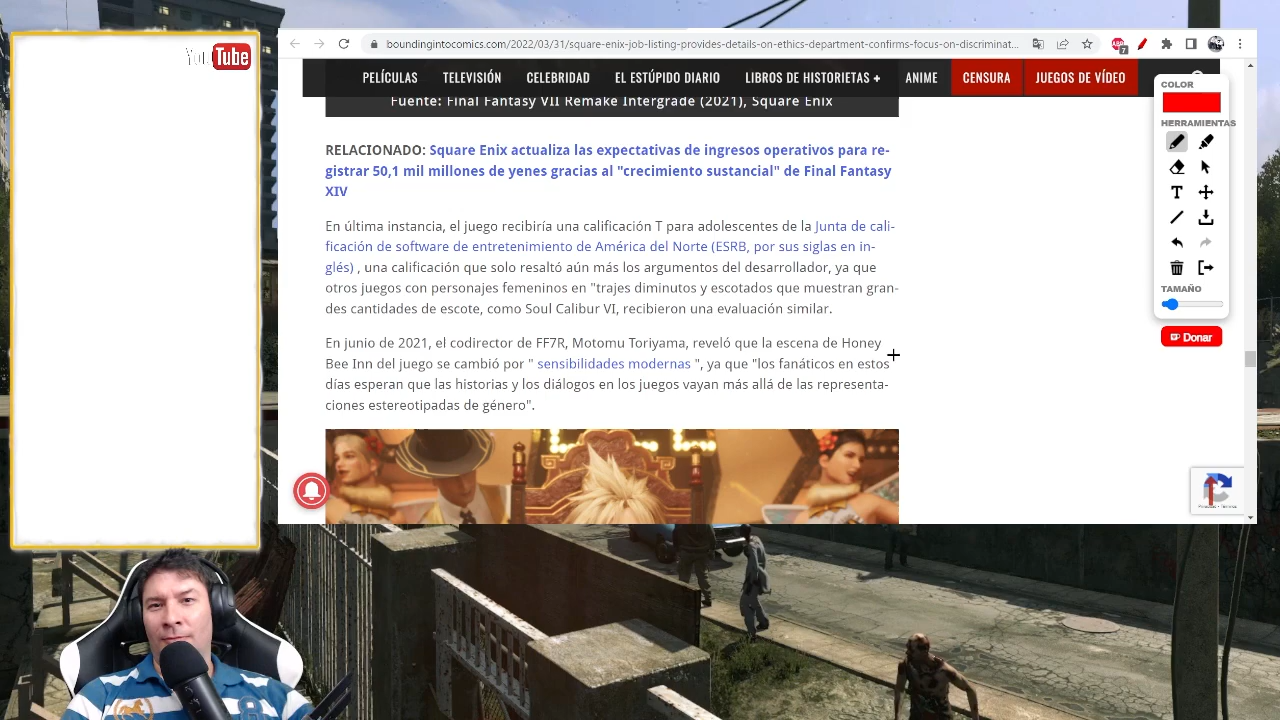 YouTube
boundingintocomics.com/2022/03/31/square-enix-job-listing-provides-details-on-ethics-department-confirms-it-can-discriminat...
7
PELÍCULAS TELEVISIÓN CELEBRIDAD EL ESTÚPIDO DIARIO LIBROS DE HISTORIETAS + ANIME CENSURA JUEGOS DE VÍDEO
Fuente: Final Fantasy VII Remake Intergrade (2021), Square Enix
RELACIONADO: Square Enix actualiza las expectativas de ingresos operativos para re-
gistrar 50,1 mil millones de yenes gracias al "crecimiento sustancial" de Final Fantasy
XIV
En última instancia, el juego recibiría una calificación T para adolescentes de la Junta de cali-
ficación de software de entretenimiento de América del Norte (ESRB, por sus siglas en in-
glés) , una calificación que solo resaltó aún más los argumentos del desarrollador, ya que
otros juegos con personajes femeninos en "trajes diminutos y escotados que muestran gran-
des cantidades de escote, como Soul Calibur VI, recibieron una evaluación similar.
En junio de 2021, el codirector de FF7R, Motomu Toriyama, reveló que la escena de Honey
Bee Inn del juego se cambió por " sensibilidades modernas ", ya que "los fanáticos en estos
días esperan que las historias y los diálogos en los juegos vayan más allá de las representa-
ciones estereotipadas de género".
COLOR
HERRAMIENTAS
T
TAMAÑO
Donar